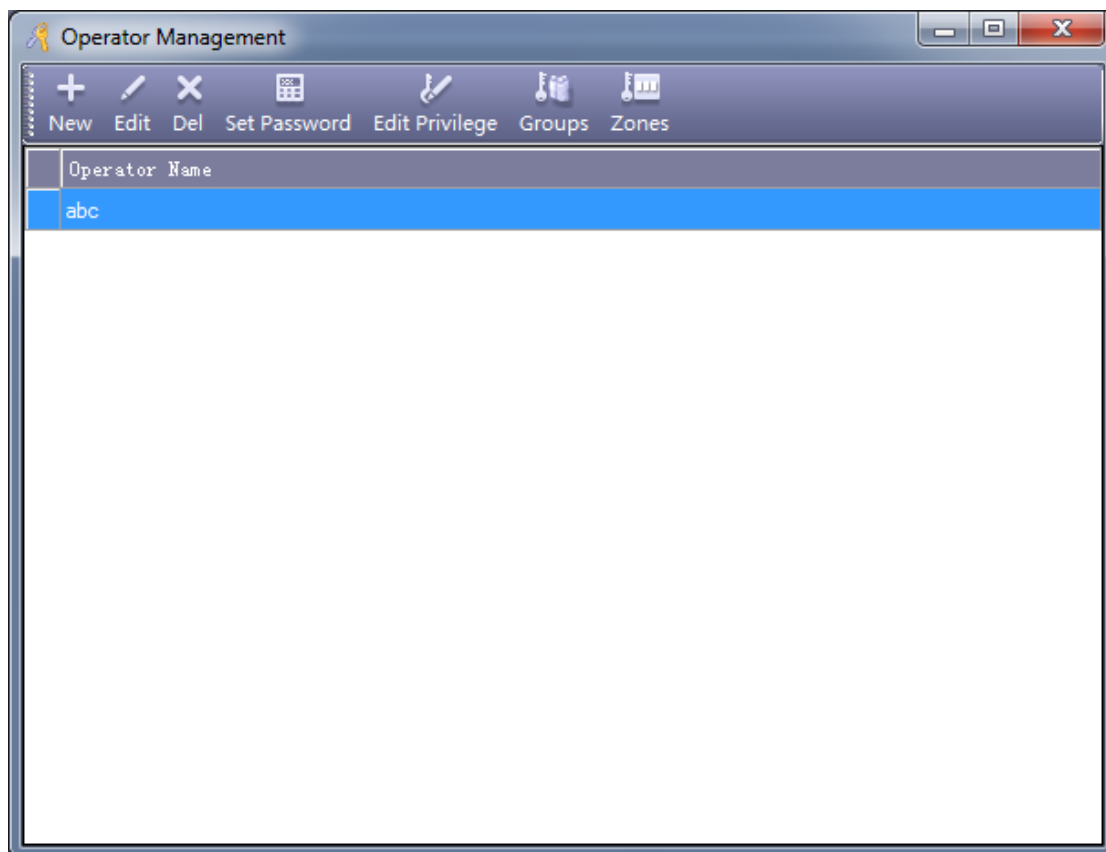 Operator Management
New Edit Del Set Password Edit Privilege Groups Zones
Operator Name
abc